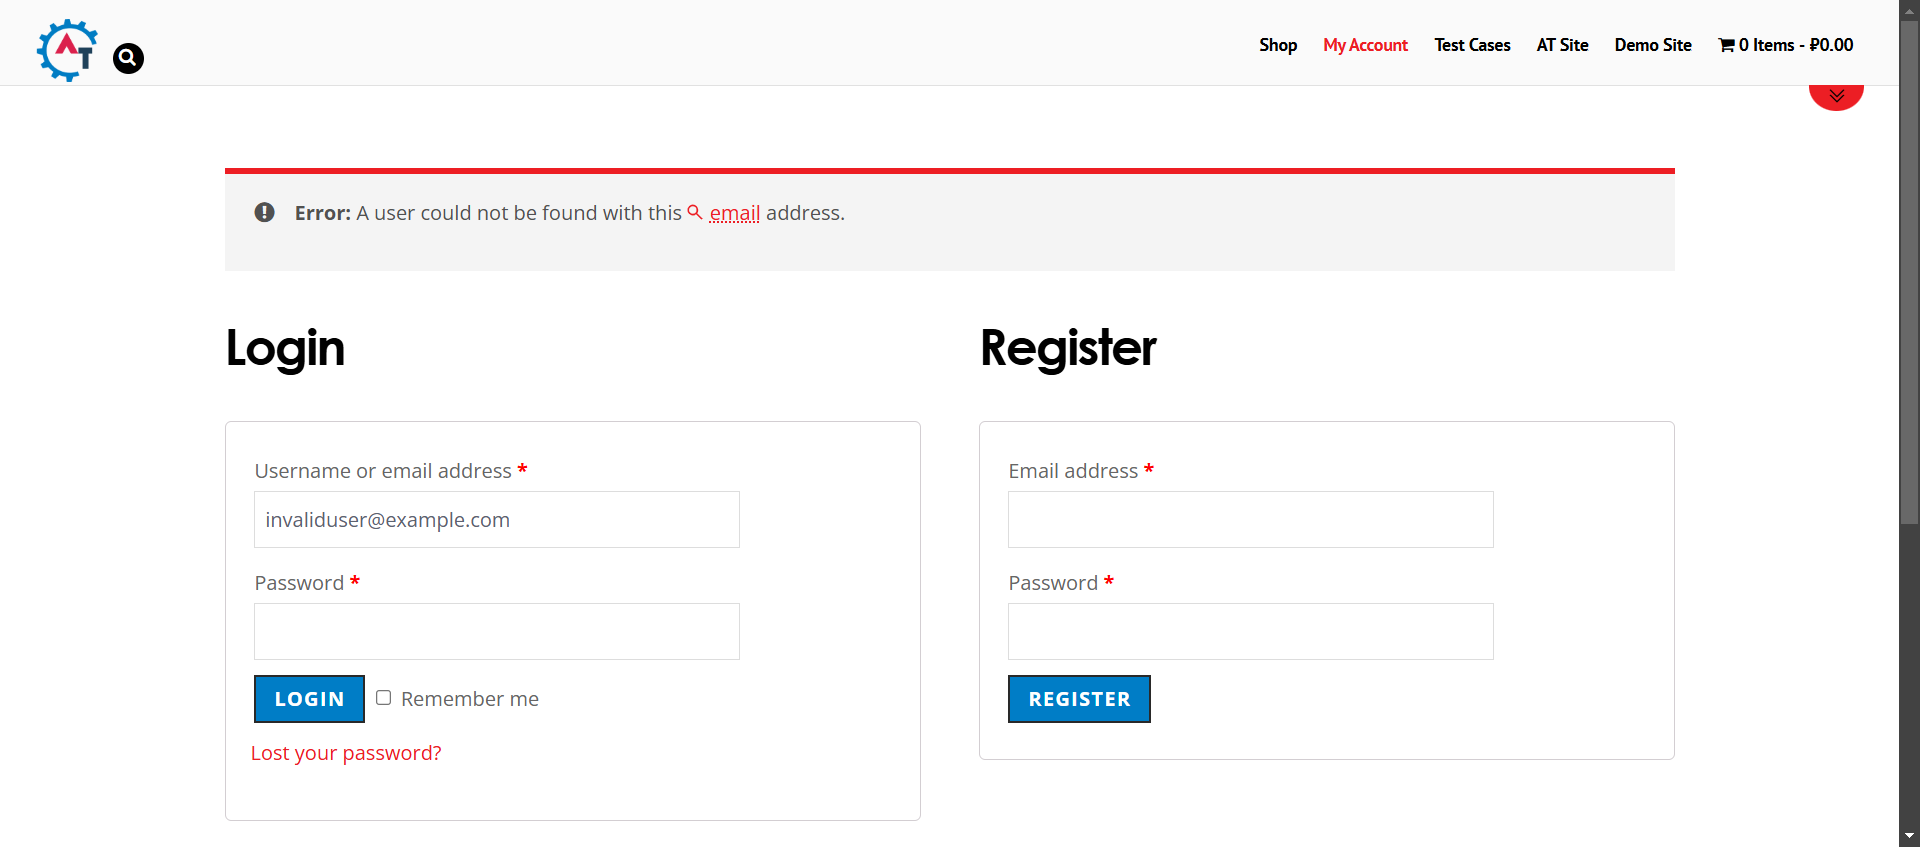 AT
Shop My Account Test Cases AT Site Demo Site 0 Items - ₽0.00
Error: A user could not be found with this email address.
Login
Register
Username or email address *
invaliduser@example.com
Password *
LOGIN Remember me
Lost your password?
Email address *
Password *
REGISTER